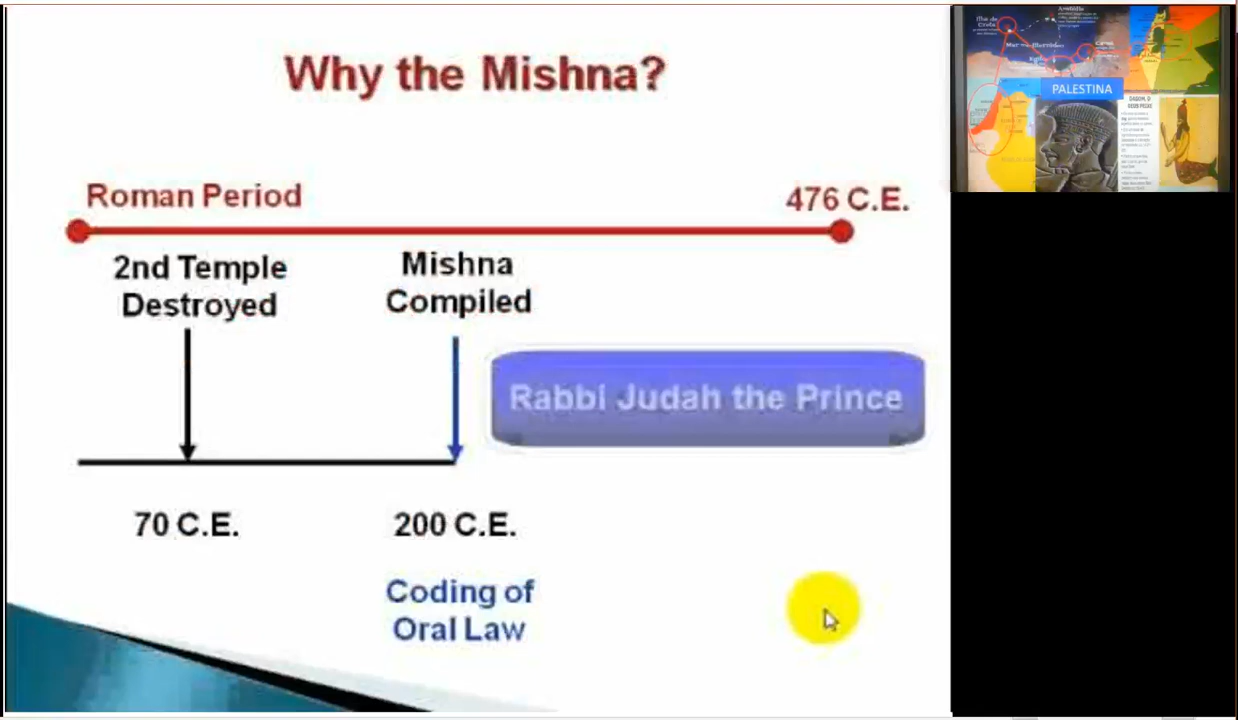 Why the Mishna?
Roman Period
476 C.E.
2nd Temple
Destroyed
Mishna
Compiled
Rabbi Judah the Prince
70 C.E.
200 C.E.
Coding of
Oral Law
PALESTINA
DAGOM, O